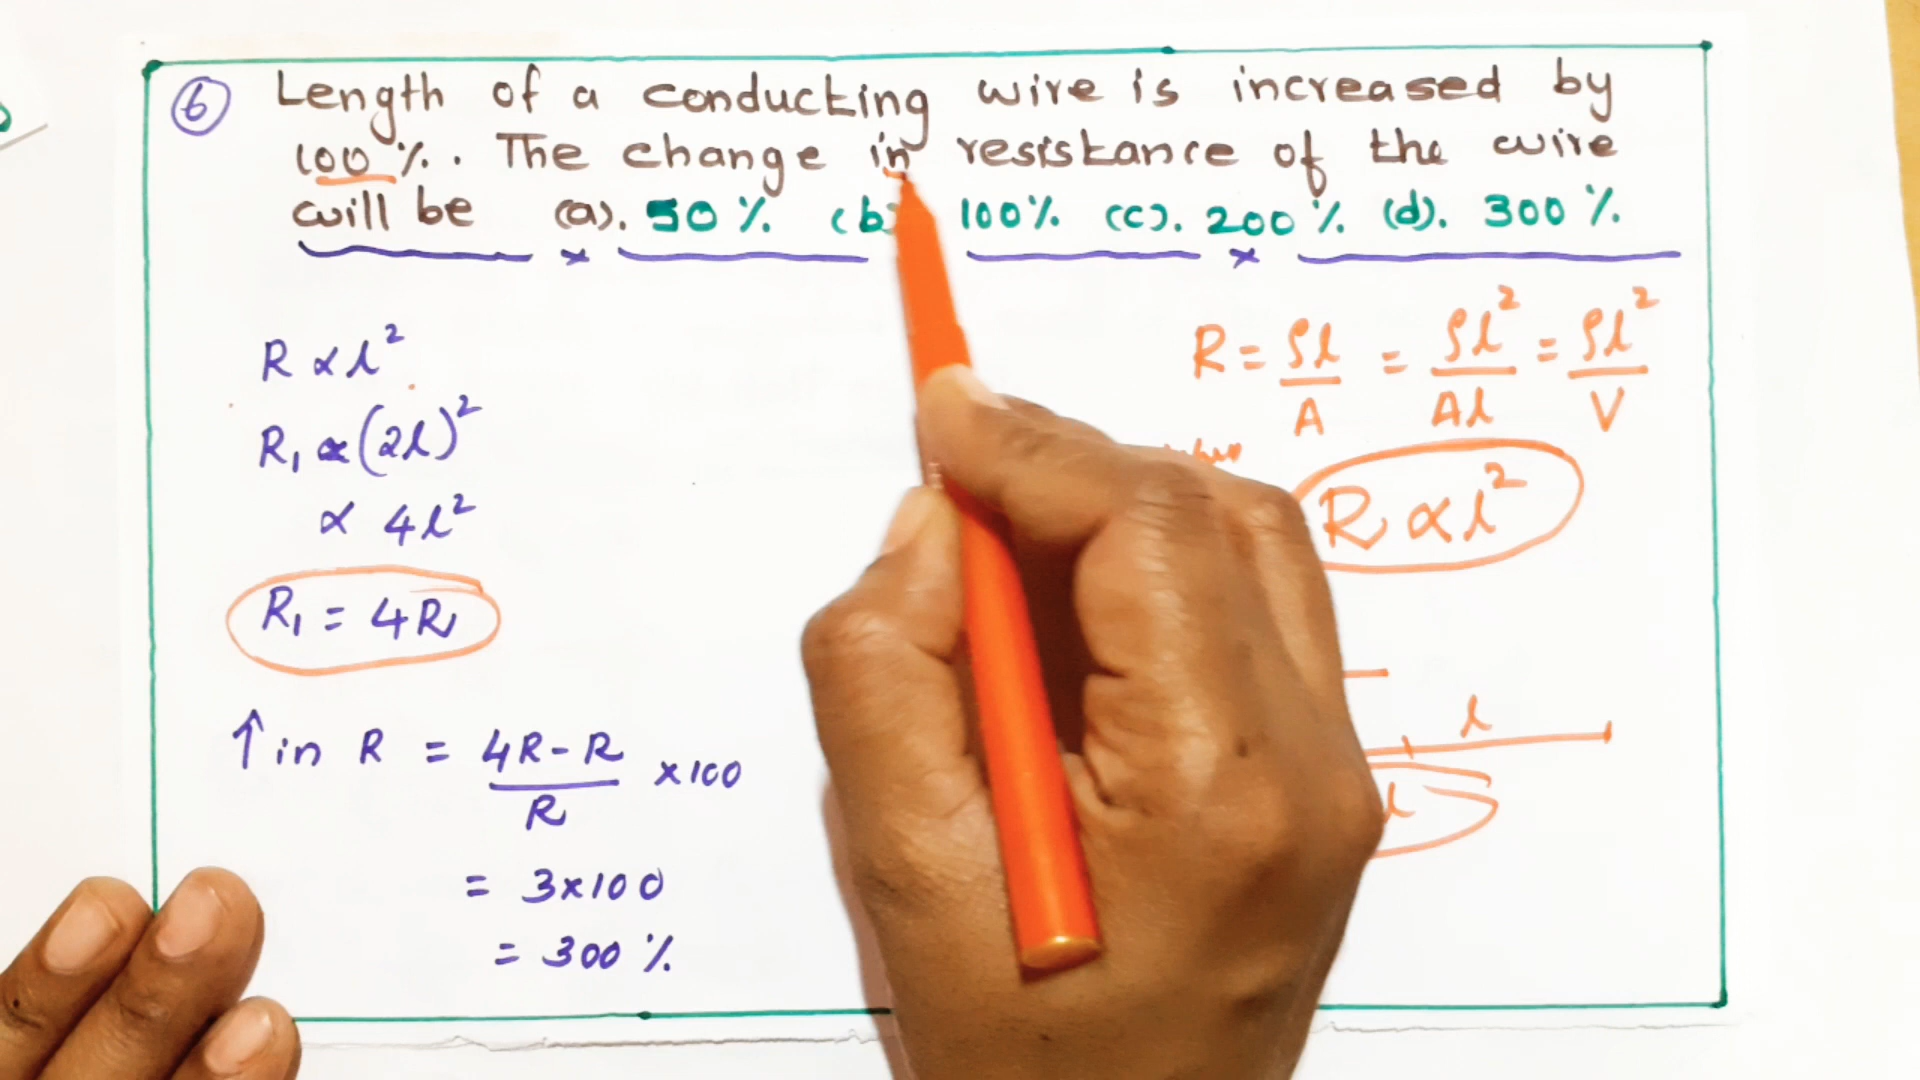 6 Length of a conducting wire is increased by
100 %. The change in resistance of the wire
will be (a). 50 % (b) 100% (c). 200 % (d). 300 %.
R ∝ l²
R₁ ∝ (2l)²
∝ 4l²
R₁ = 4R
↑ in R = 4R - R / R × 100
= 3×100
= 300 %
R = ρl / A = ρl² / Al = ρl² / V
R ∝ l²
l
l